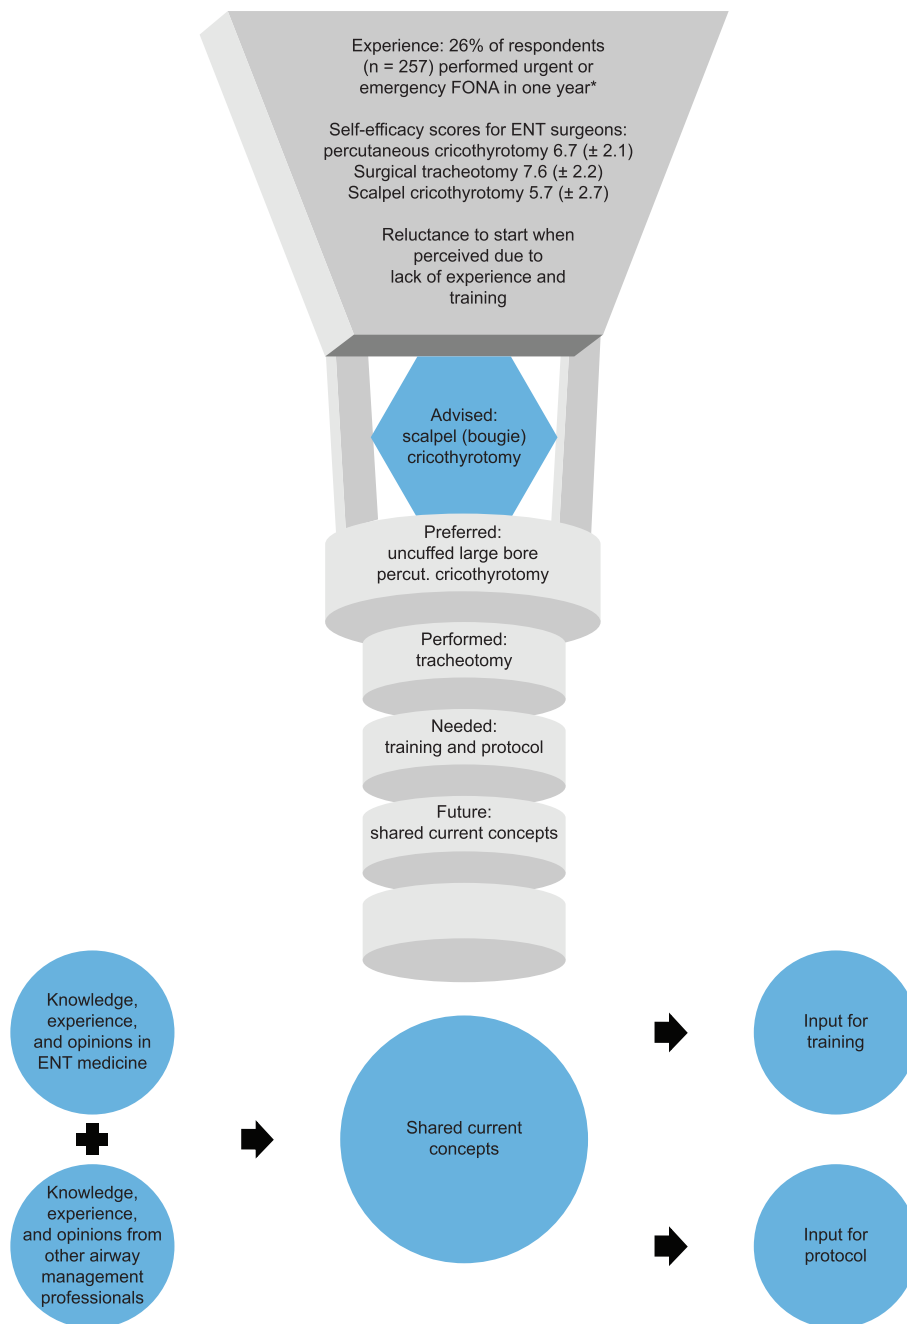 Experience: 26% of respondents
(n = 257) performed urgent or
emergency FONA in one year*
Self-efficacy scores for ENT surgeons:
percutaneous cricothyrotomy 6.7 (± 2.1)
Surgical tracheotomy 7.6 (± 2.2)
Scalpel cricothyrotomy 5.7 (± 2.7)
Reluctance to start when
perceived due to
lack of experience and
training
Advised:
scalpel (bougie)
cricothyrotomy
Preferred:
uncuffed large bore
percut. cricothyrotomy
Performed:
tracheotomy
Needed:
training and protocol
Future:
shared current concepts
Knowledge,
experience,
and opinions in
ENT medicine
Knowledge,
experience,
and opinions from
other airway
management
professionals
Shared current
concepts
Input for
training
Input for
protocol